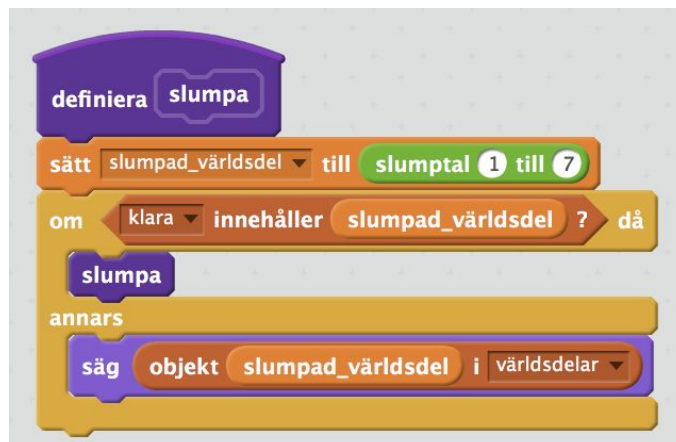 definiera slumpa
sätt slumpad_världsdel till slumptal 1 till 7
om klara innehåller slumpad_världsdel ? då
slumpa
annars
säg objekt slumpad_världsdel i världsdelar